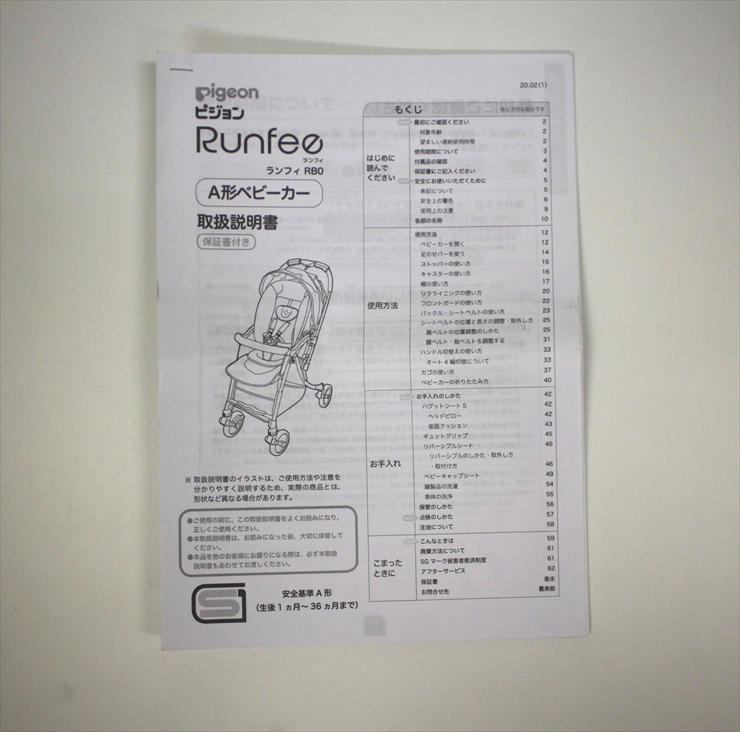 20.02(1)
pigeon
ピジョン
Runfee
ランフィ
ランフィ RB0
A形ベビーカー
取扱説明書
保証書付き
※ 取扱説明書のイラストは、ご使用方法や注意を
分かりやすく説明するため、実際の商品とは、
形状など異なる場合があります。
●ご使用の前に、この取扱説明書をよくお読みになり、
正しくご使用ください。
●本取扱説明書は、お読みになった後、大切に保管して
ください。
●本品を他のお客様にお譲りになる際は、必ず本取扱
説明書もあわせてお渡しください。
安全基準 A 形
(生後 1 ヵ月〜 36 ヵ月まで)
もくじ
特に大切な部分です
はじめに
読んで
ください
最初にご確認ください 2
対象年齢 2
望ましい連続使用時間 2
使用期間について 3
付属品の確認 4
保証書にご記入ください 4
安全にお使いいただくために 5
表記について 5
安全上の警告 6
使用上の注意 9
各部の名称 10
使用方法
使用方法 12
ベビーカーを開く 12
足のせバーを使う 14
ストッパーの使い方 15
キャスターの使い方 16
幌の使い方 17
リクライニングの使い方 20
フロントガードの使い方 22
バックル・シートベルトの使い方 23
シートベルトの位置と長さの調整・取外し方 25
肩ベルトの位置調整のしかた 25
腰ベルト・股ベルトを調整する 31
ハンドル切替えの使い方 33
オート 4 輪切替について 33
カゴの使い方 37
ベビーカーの折りたたみ方 40
お手入れ
お手入れのしかた 42
ハグットシート S 42
ヘッドピロー 42
座面クッション 43
ギュットグリップ 45
リバーシブルシート 45
リバーシブルのしかた・取外し方
・取付け方 46
ベビーキャップシート 49
縫製品の洗濯 54
車体の洗浄 55
保管のしかた 56
点検のしかた 57
注油について 58
こまった
ときに
こんなときは 59
廃棄方法について 61
SG マーク被害者救済制度 61
アフターサービス 62
保証書 巻末
お問合せ先 裏表紙